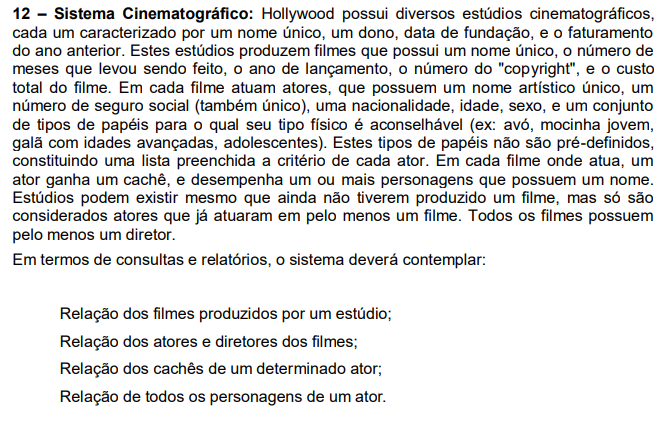 12 – Sistema Cinematográfico: Hollywood possui diversos estúdios cinematográficos,
cada um caracterizado por um nome único, um dono, data de fundação, e o faturamento
do ano anterior. Estes estúdios produzem filmes que possui um nome único, o número de
meses que levou sendo feito, o ano de lançamento, o número do "copyright", e o custo
total do filme. Em cada filme atuam atores, que possuem um nome artístico único, um
número de seguro social (também único), uma nacionalidade, idade, sexo, e um conjunto
de tipos de papéis para o qual seu tipo físico é aconselhável (ex: avó, mocinha jovem,
galã com idades avançadas, adolescentes). Estes tipos de papéis não são pré-definidos,
constituindo uma lista preenchida a critério de cada ator. Em cada filme onde atua, um
ator ganha um cachê, e desempenha um ou mais personagens que possuem um nome.
Estúdios podem existir mesmo que ainda não tiverem produzido um filme, mas só são
considerados atores que já atuaram em pelo menos um filme. Todos os filmes possuem
pelo menos um diretor.
Em termos de consultas e relatórios, o sistema deverá contemplar:
Relação dos filmes produzidos por um estúdio;
Relação dos atores e diretores dos filmes;
Relação dos cachês de um determinado ator;
Relação de todos os personagens de um ator.